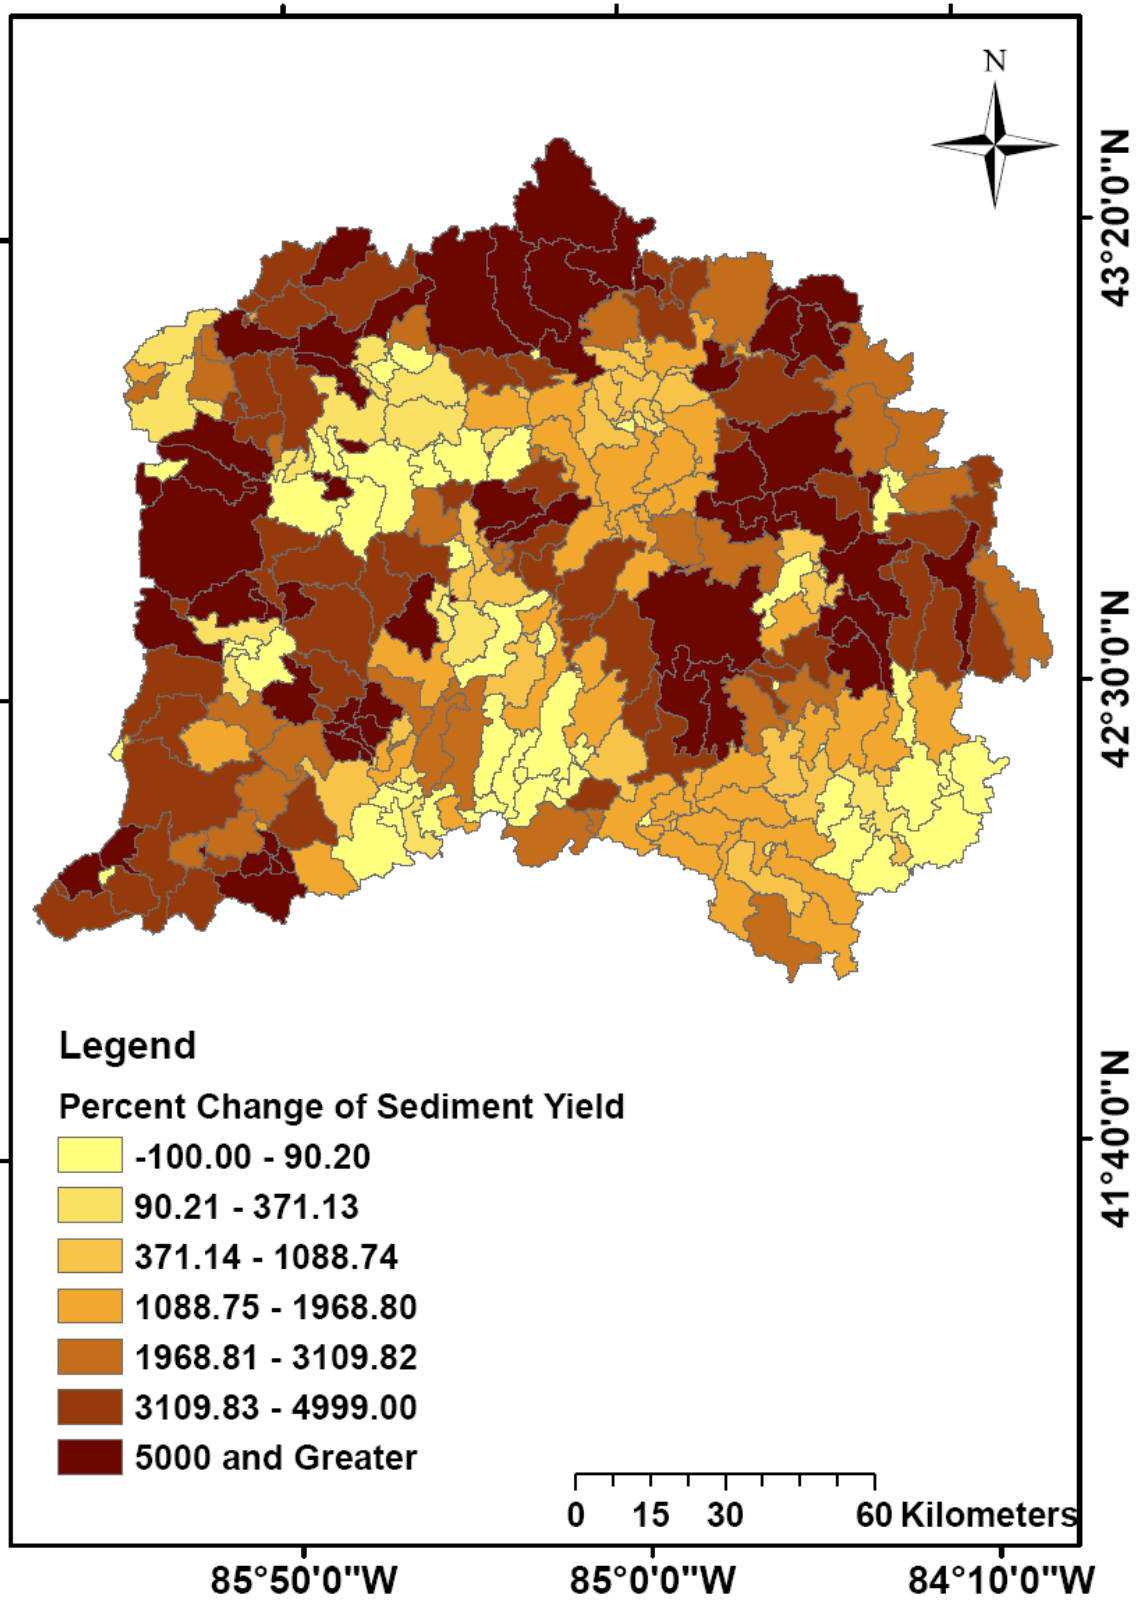 N
43°20'0"N
42°30'0"N
41°40'0"N
Legend
Percent Change of Sediment Yield
-100.00 - 90.20
90.21 - 371.13
371.14 - 1088.74
1088.75 - 1968.80
1968.81 - 3109.82
3109.83 - 4999.00
5000 and Greater
0 15 30 60 Kilometers
85°50'0"W 85°0'0"W 84°10'0"W